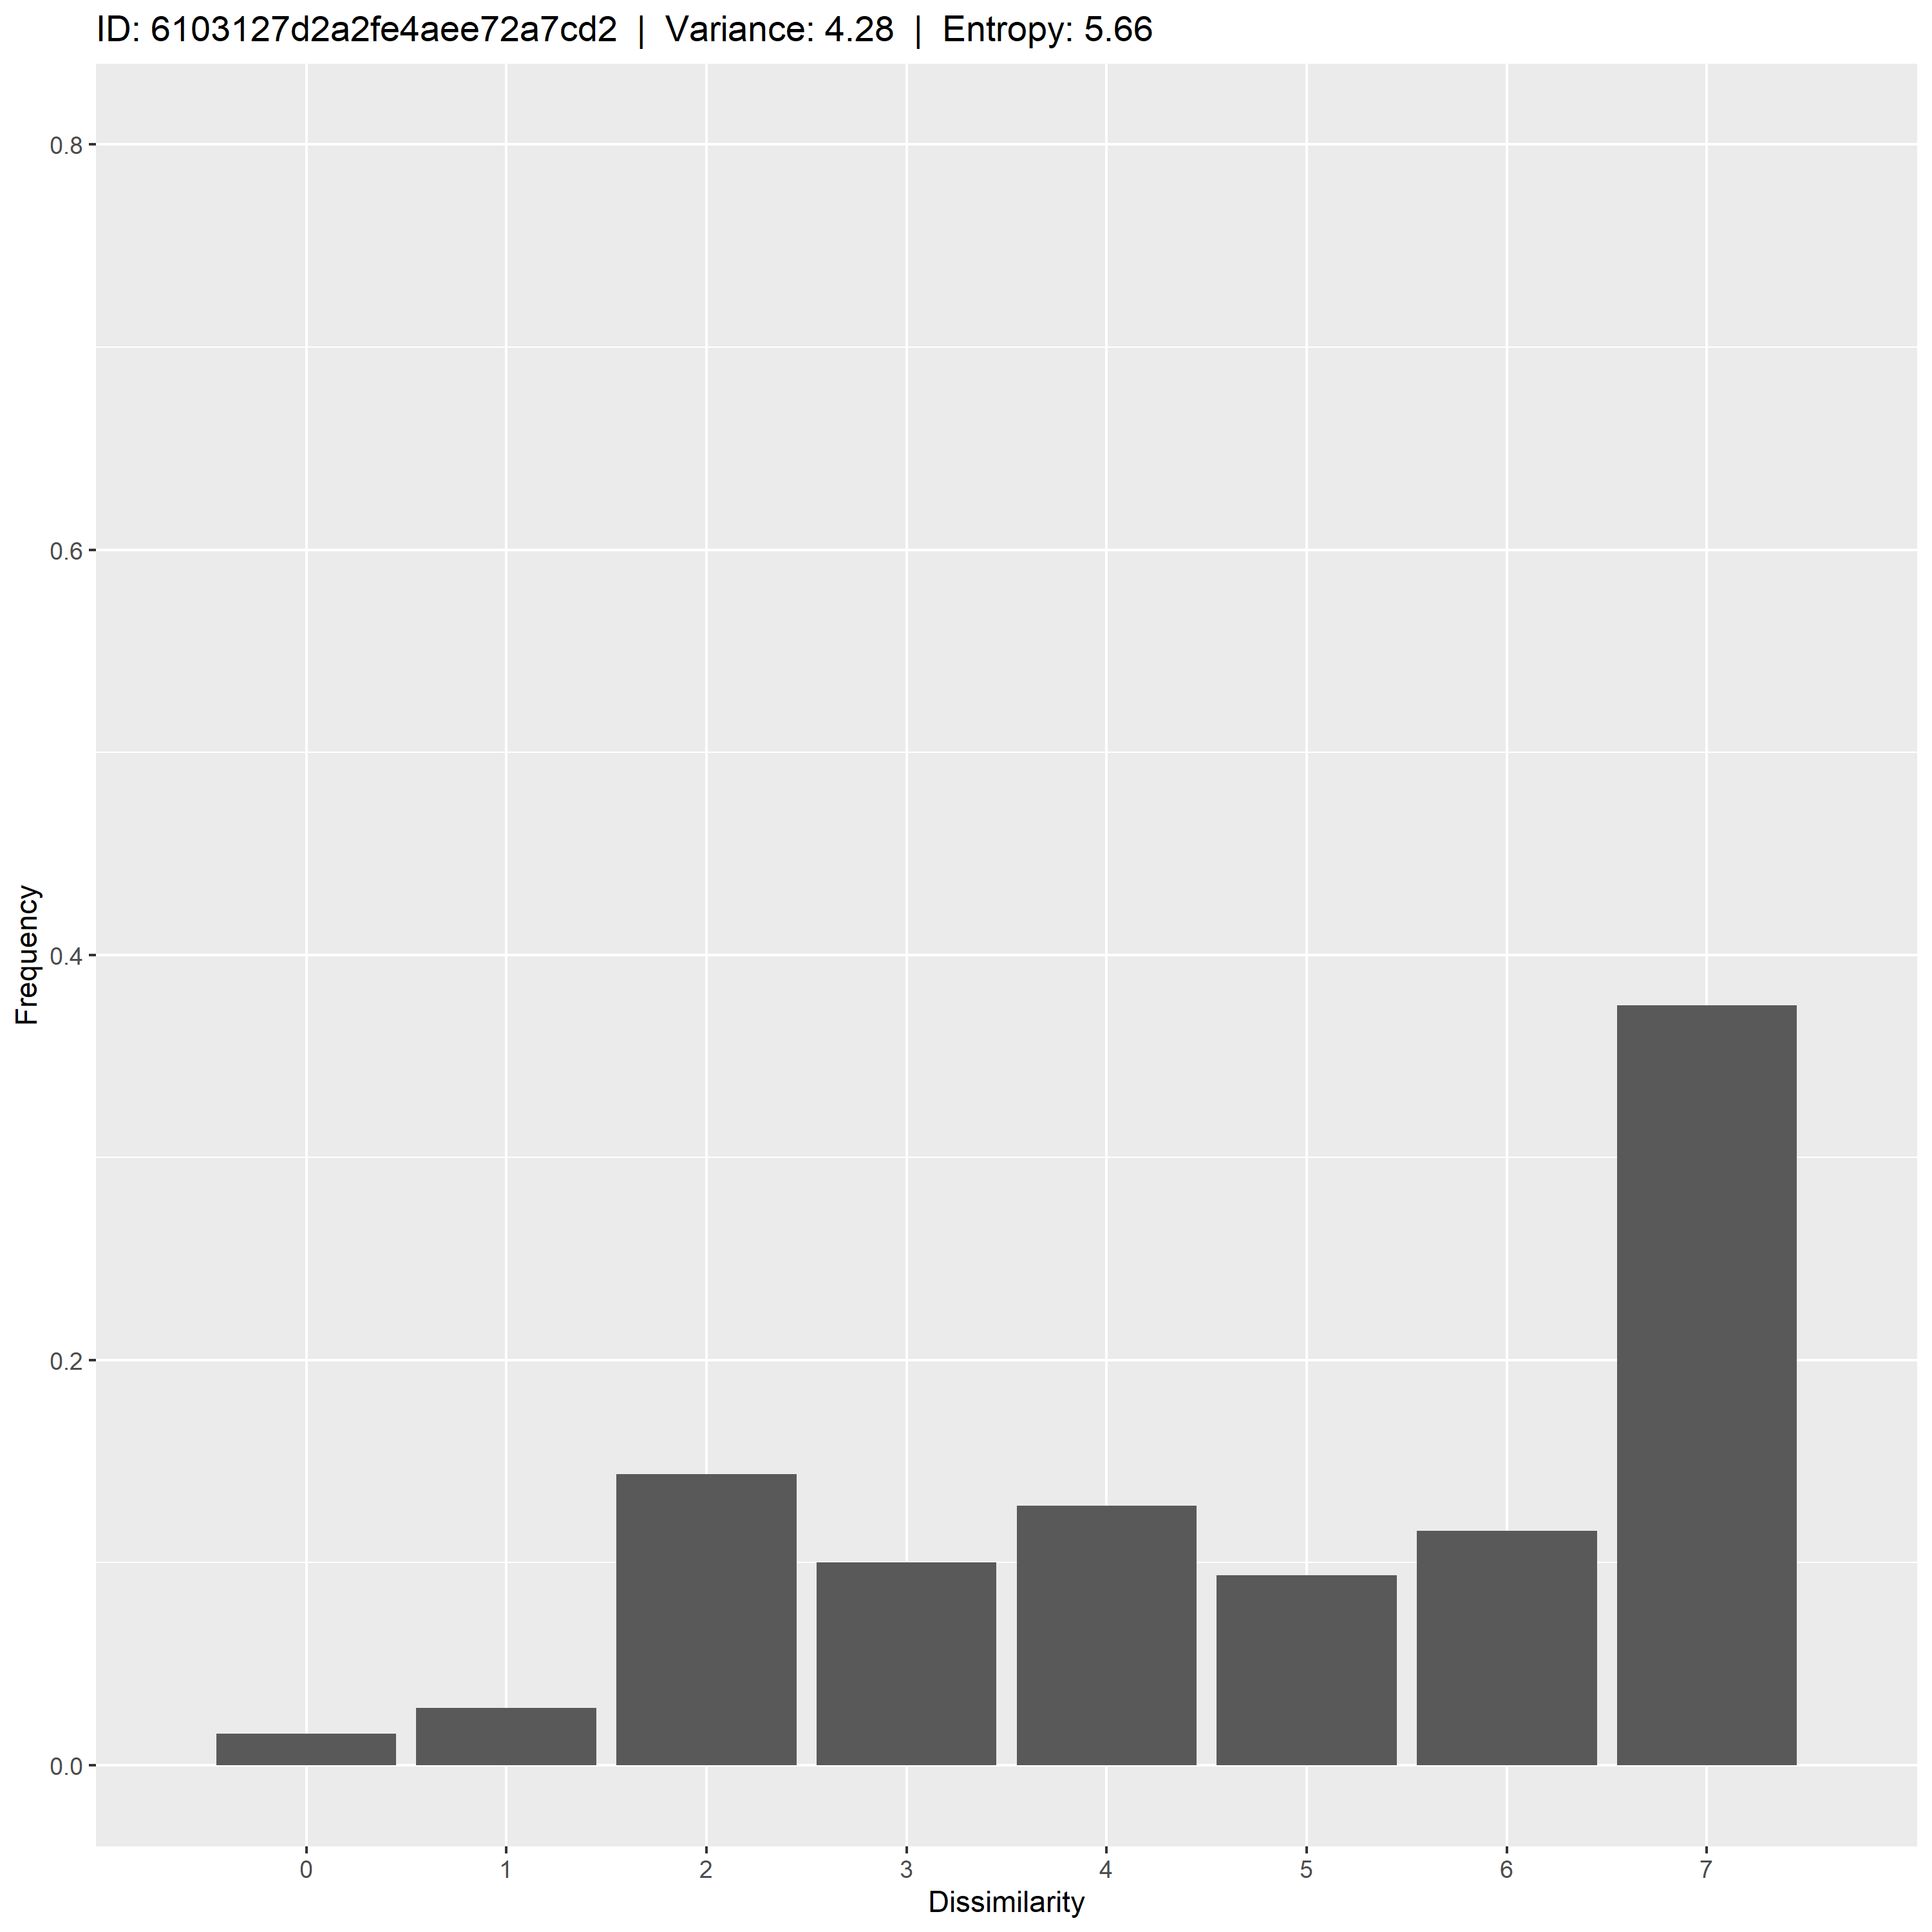 ID: 6103127d2a2fe4aee72a7cd2 | Variance: 4.28 | Entropy: 5.66
0.8
0.6
0.4
0.2
0.0
Frequency
0 1 2 3 4 5 6 7
Dissimilarity